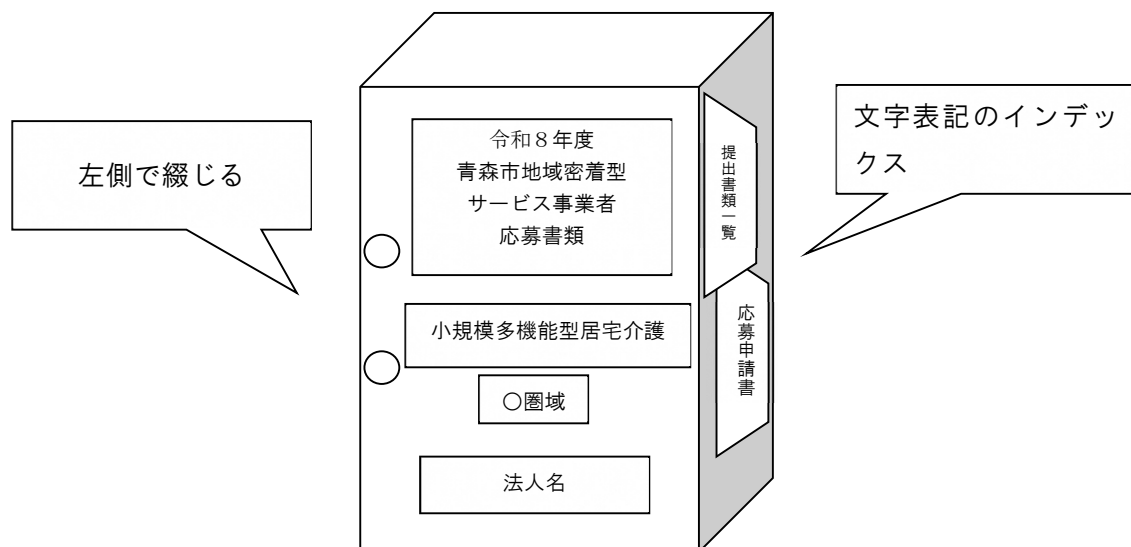 左側で綴じる
令和８年度
青森市地域密着型
サービス事業者
応募書類
小規模多機能型居宅介護
〇圏域
法人名
提出書類一覧
応募申請書
文字表記のインデッ
クス